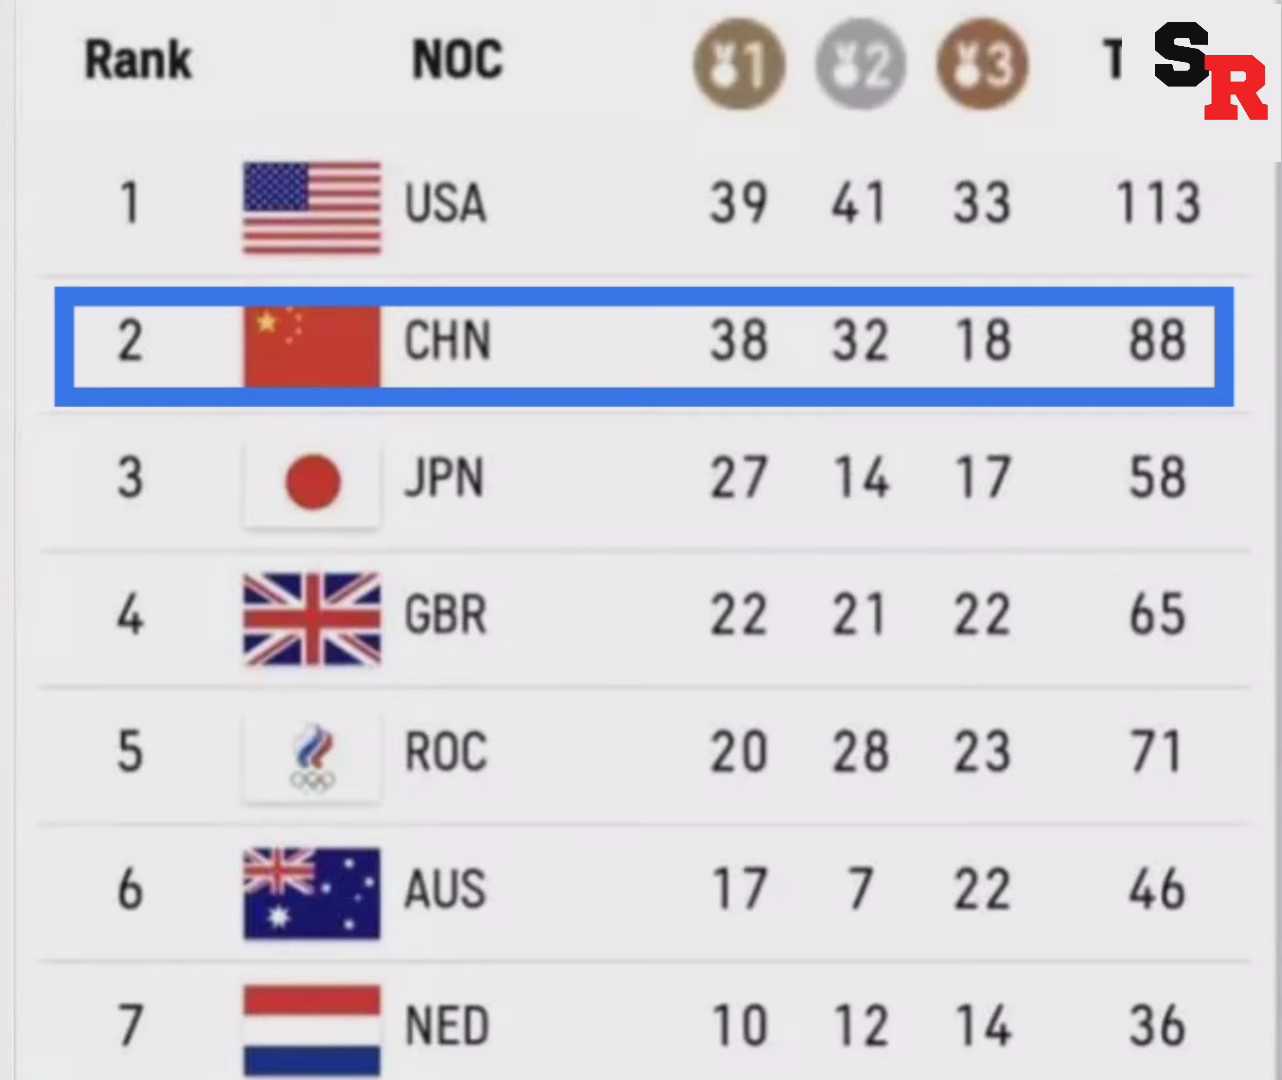 Rank NOC 1 2 3 T SR
1 USA 39 41 33 113
2 CHN 38 32 18 88
3 JPN 27 14 17 58
4 GBR 22 21 22 65
5 ROC 20 28 23 71
6 AUS 17 7 22 46
7 NED 10 12 14 36